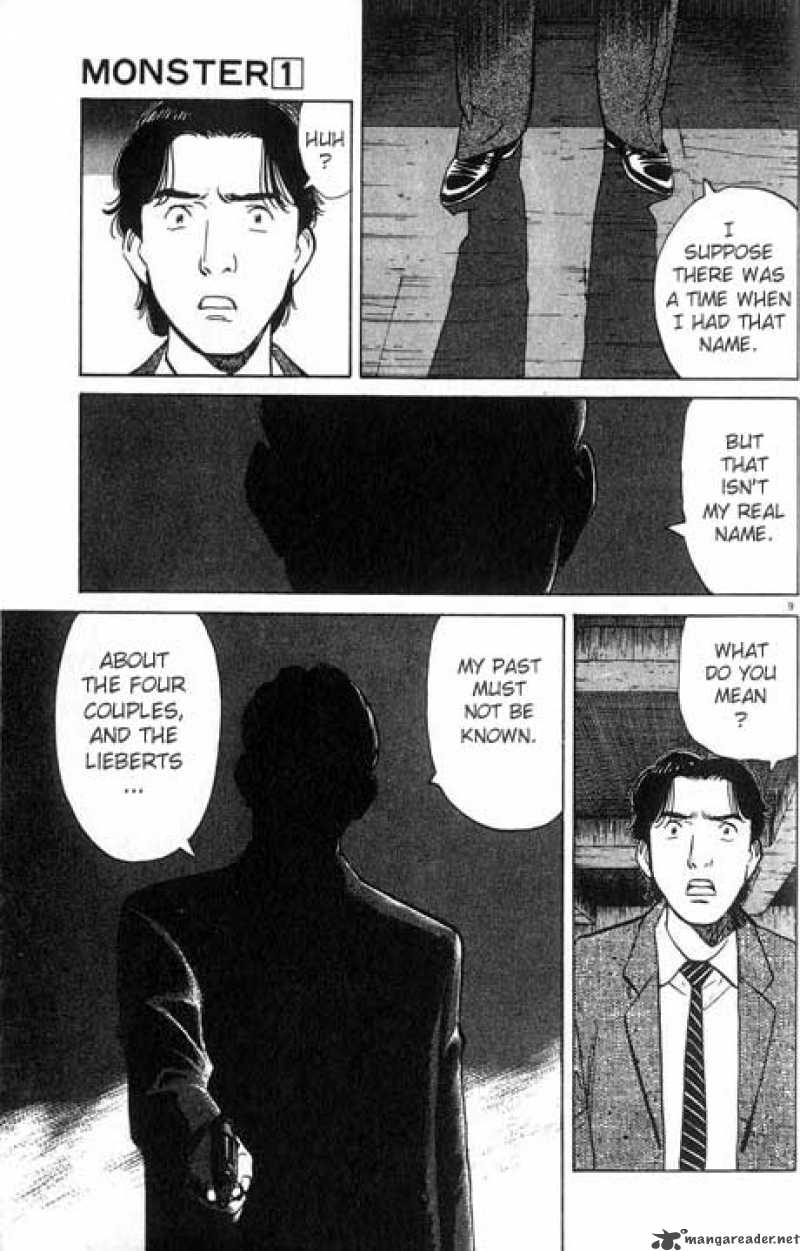 MONSTER 1
I
SUPPOSE
THERE WAS
A TIME WHEN
I HAD THAT
NAME.
HUH
?
BUT
THAT
ISN'T
MY REAL
NAME.
9
WHAT
DO YOU
MEAN
?
MY PAST
MUST
NOT BE
KNOWN.
ABOUT
THE FOUR
COUPLES,
AND THE
LIEBERTS
...
mangareader.net